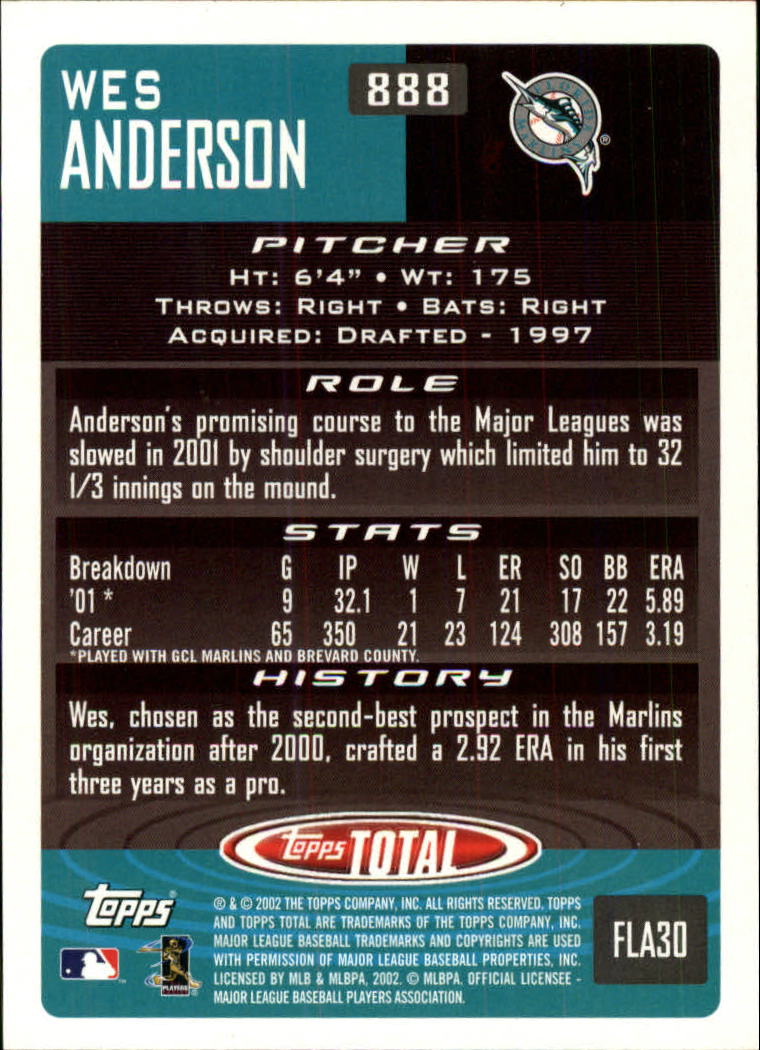 WES
ANDERSON
888
®
PITCHER
HT: 6'4" • WT: 175
THROWS: RIGHT • BATS: RIGHT
ACQUIRED: DRAFTED - 1997
ROLE
Anderson's promising course to the Major Leagues was
slowed in 2001 by shoulder surgery which limited him to 32
1/3 innings on the mound.
STATS
Breakdown G IP W L ER SO BB ERA
'01 * 9 32.1 1 7 21 17 22 5.89
Career 65 350 21 23 124 308 157 3.19
*PLAYED WITH GCL MARLINS AND BREVARD COUNTY.
HISTORY
Wes, chosen as the second-best prospect in the Marlins
organization after 2000, crafted a 2.92 ERA in his first
three years as a pro.
Topps TOTAL
Topps®
® & © 2002 THE TOPPS COMPANY, INC. ALL RIGHTS RESERVED. TOPPS
AND TOPPS TOTAL ARE TRADEMARKS OF THE TOPPS COMPANY, INC.
MAJOR LEAGUE BASEBALL TRADEMARKS AND COPYRIGHTS ARE USED
WITH PERMISSION OF MAJOR LEAGUE BASEBALL PROPERTIES, INC.
LICENSED BY MLB & MLBPA, 2002. © MLBPA. OFFICIAL LICENSEE -
MAJOR LEAGUE BASEBALL PLAYERS ASSOCIATION.
FLA30
PLAYERS